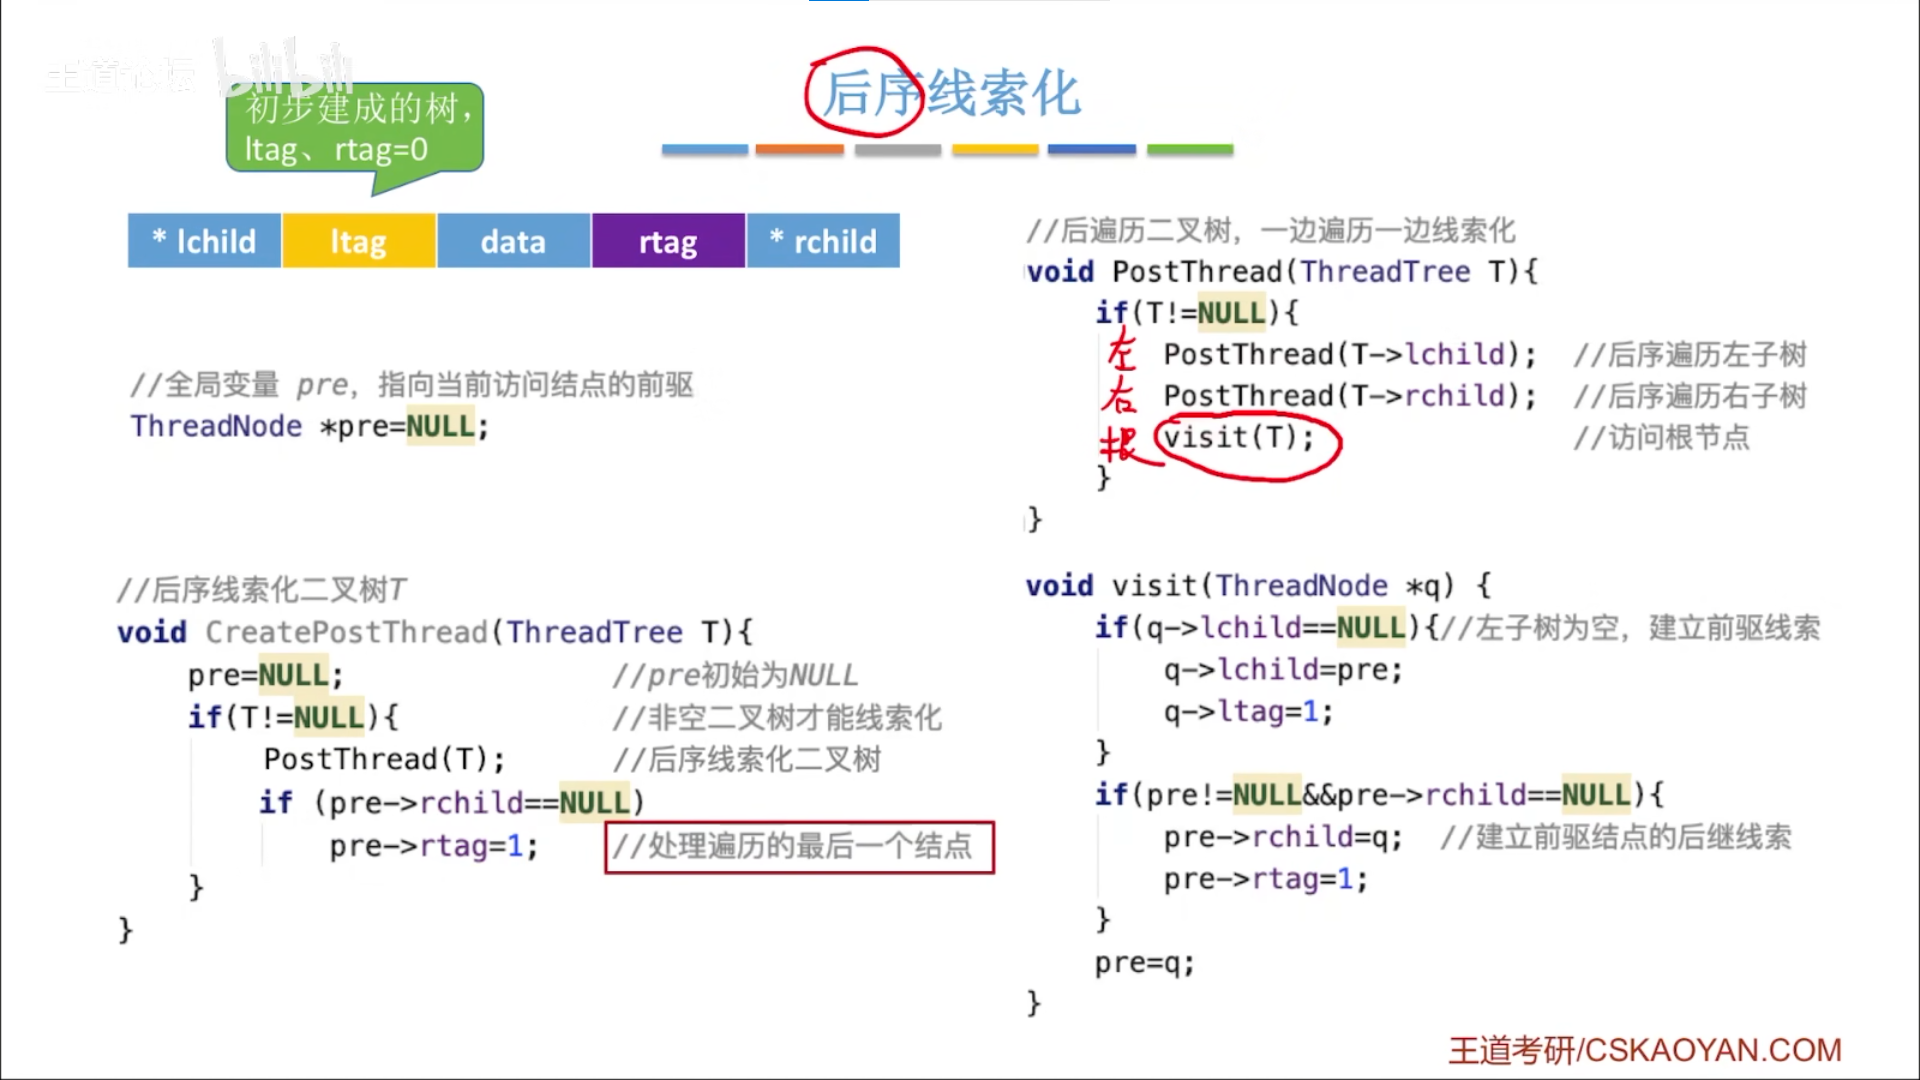 王道论坛 bilibili
后序线索化
初步建成的树，
ltag、rtag=0
* lchild ltag data rtag * rchild
//全局变量 pre，指向当前访问结点的前驱
ThreadNode *pre=NULL;
//后序线索化二叉树T
void CreatePostThread(ThreadTree T){
pre=NULL; //pre初始为NULL
if(T!=NULL){ //非空二叉树才能线索化
PostThread(T); //后序线索化二叉树
if (pre->rchild==NULL)
pre->rtag=1; //处理遍历的最后一个结点
}
}
//后遍历二叉树，一边遍历一边线索化
void PostThread(ThreadTree T){
if(T!=NULL){
左 PostThread(T->lchild); //后序遍历左子树
右 PostThread(T->rchild); //后序遍历右子树
根 visit(T); //访问根节点
}
}
void visit(ThreadNode *q) {
if(q->lchild==NULL){//左子树为空，建立前驱线索
q->lchild=pre;
q->ltag=1;
}
if(pre!=NULL&&pre->rchild==NULL){
pre->rchild=q; //建立前驱结点的后继线索
pre->rtag=1;
}
pre=q;
}
王道考研/CSKAOYAN.COM